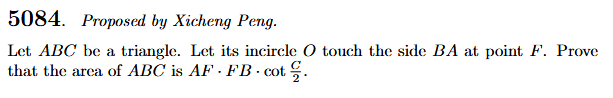 5084. Proposed by Xicheng Peng.
Let ABC be a triangle. Let its incircle O touch the side BA at point F. Prove
that the area of ABC is AF · FB · cot C/2.